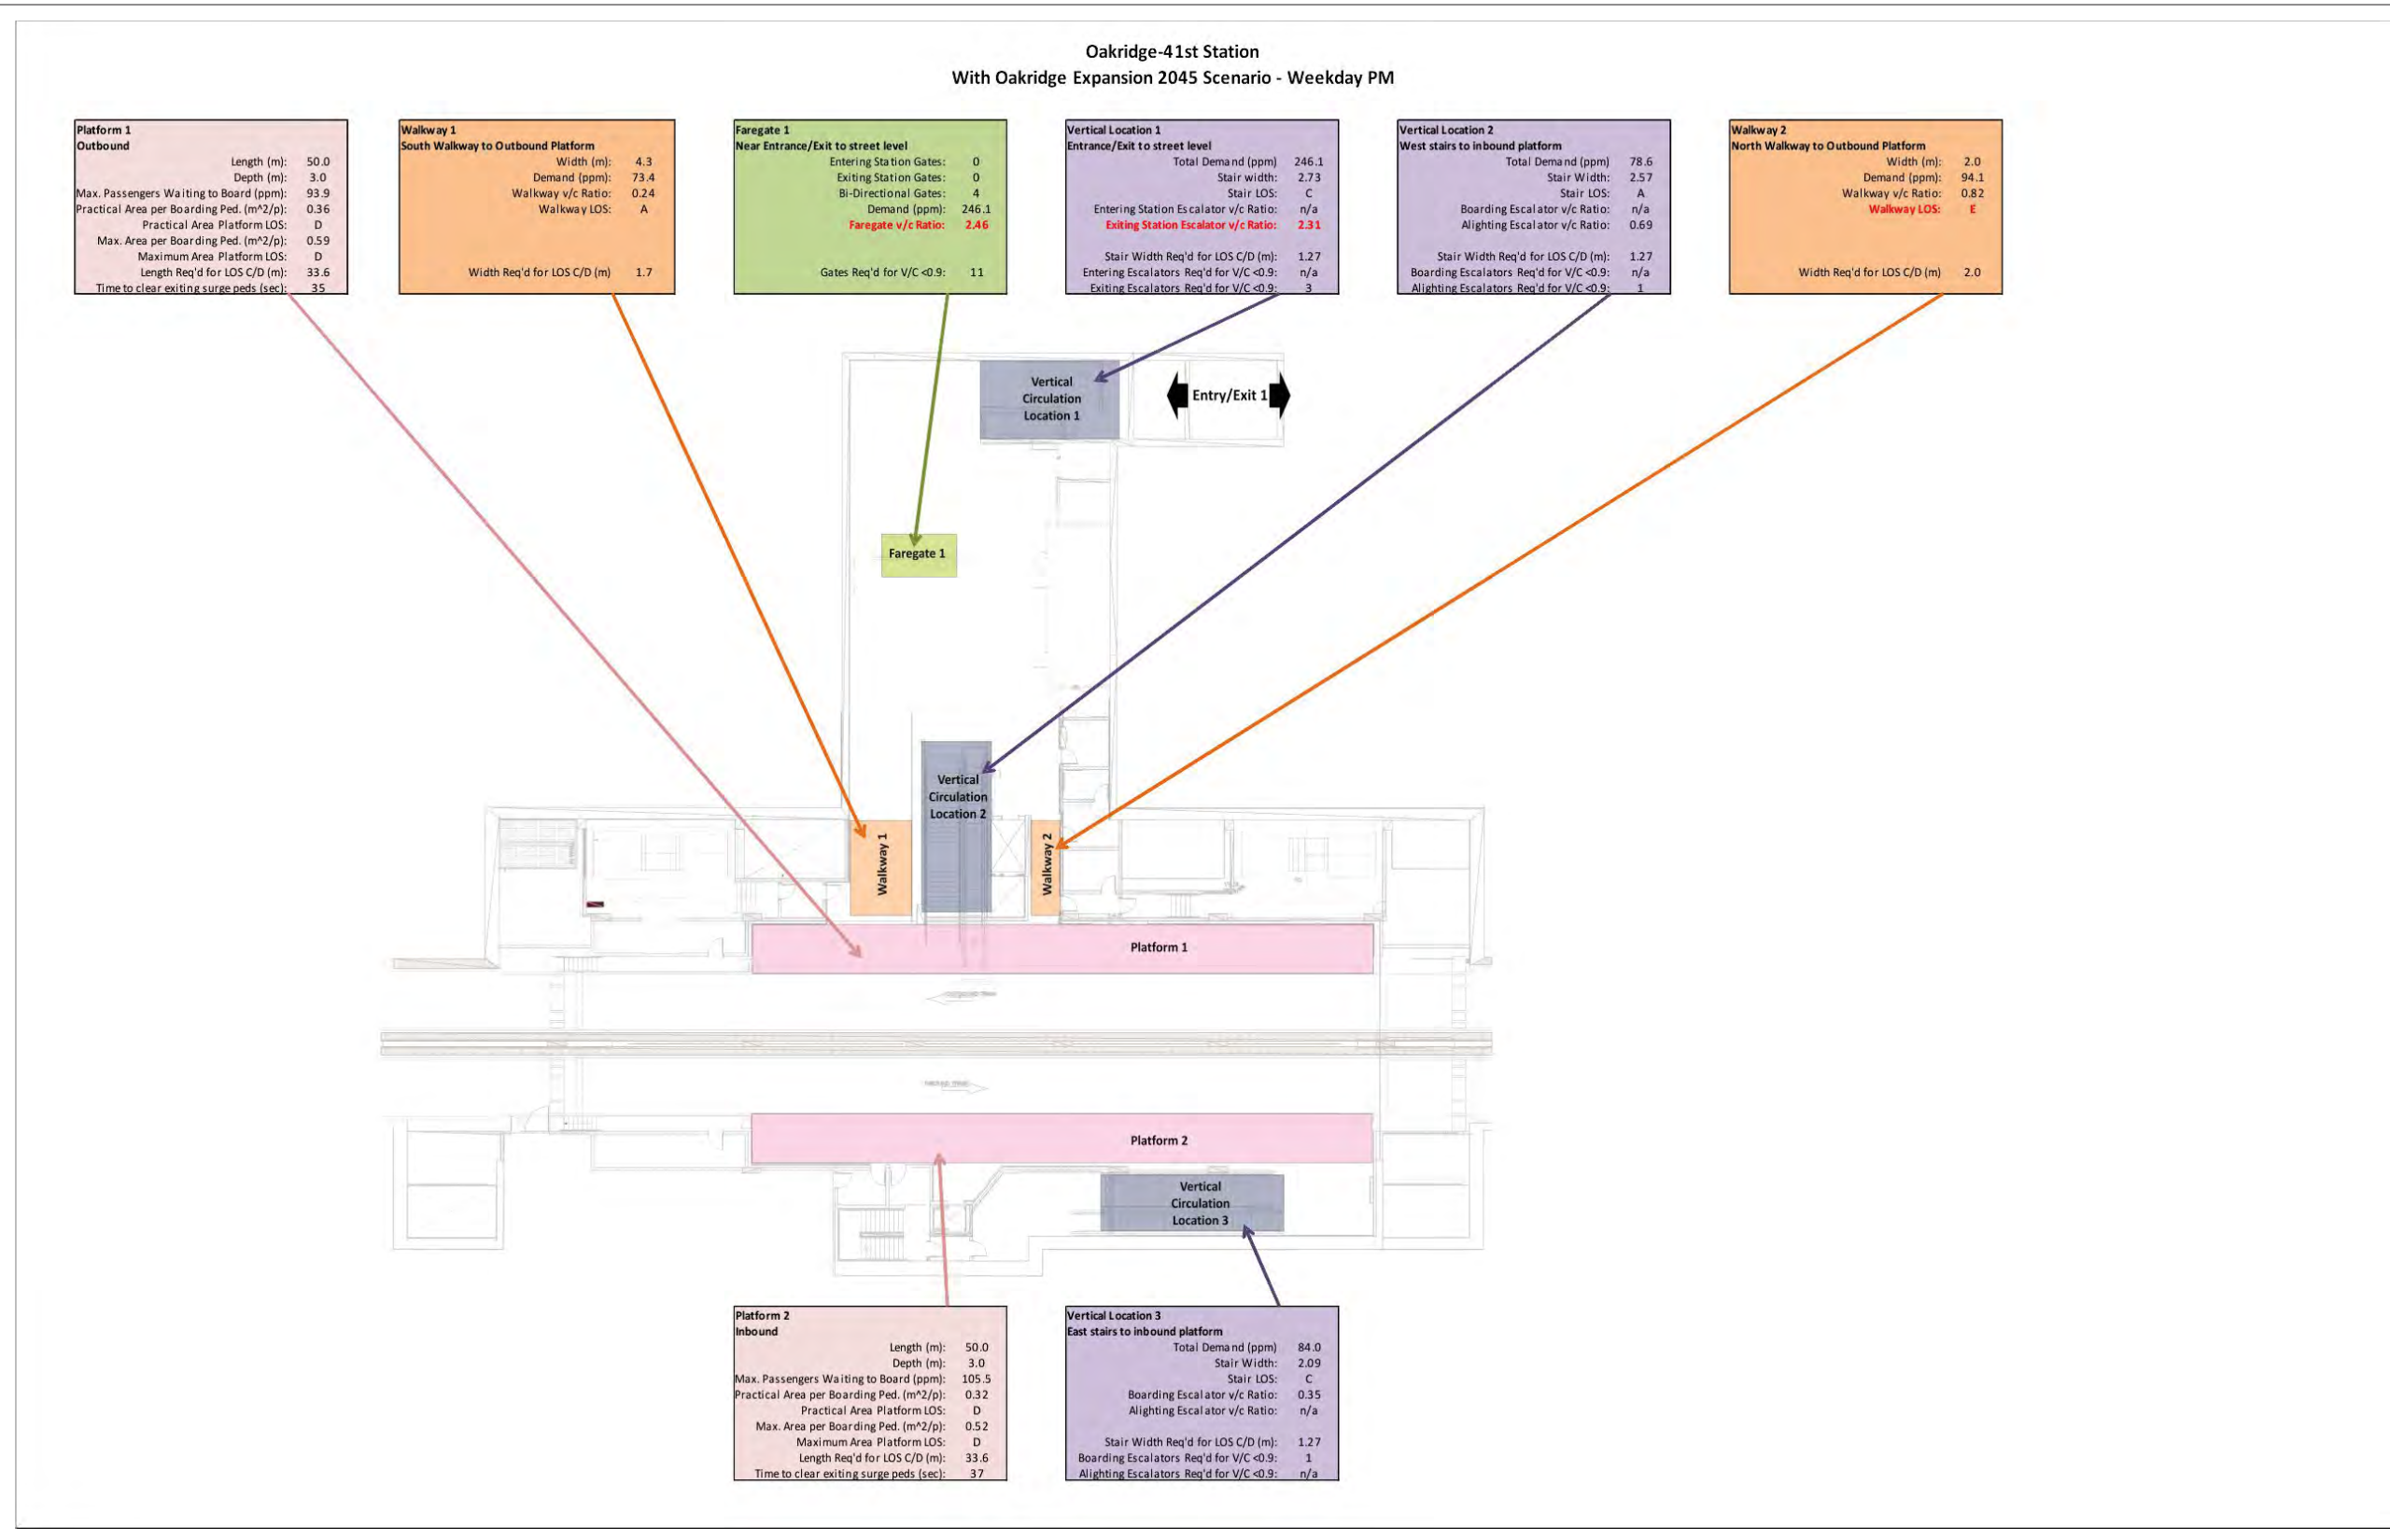 Oakridge-41st Station
With Oakridge Expansion 2045 Scenario - Weekday PM
Platform 1
Outbound
Length (m): 50.0
Depth (m): 3.0
Max. Passengers Waiting to Board (ppm): 93.9
Practical Area per Boarding Ped. (m^2/p): 0.36
Practical Area Platform LOS: D
Max. Area per Boarding Ped. (m^2/p): 0.59
Maximum Area Platform LOS: D
Length Req'd for LOS C/D (m): 33.6
Time to clear exiting surge peds (sec): 35
Walkway 1
South Walkway to Outbound Platform
Width (m): 4.3
Demand (ppm): 73.4
Walkway v/c Ratio: 0.24
Walkway LOS: A
Width Req'd for LOS C/D (m) 1.7
Faregate 1
Near Entrance/Exit to street level
Entering Station Gates: 0
Exiting Station Gates: 0
Bi-Directional Gates: 4
Demand (ppm): 246.1
Faregate v/c Ratio: 2.46
Gates Req'd for V/C <0.9: 11
Vertical Location 1
Entrance/Exit to street level
Total Demand (ppm) 246.1
Stair width: 2.73
Stair LOS: C
Entering Station Escalator v/c Ratio: n/a
Exiting Station Escalator v/c Ratio: 2.31
Stair Width Req'd for LOS C/D (m): 1.27
Entering Escalators Req'd for V/C <0.9: n/a
Exiting Escalators Req'd for V/C <0.9: 3
Vertical Location 2
West stairs to inbound platform
Total Demand (ppm) 78.6
Stair Width: 2.57
Stair LOS: A
Boarding Escalator v/c Ratio: n/a
Alighting Escalator v/c Ratio: 0.69
Stair Width Req'd for LOS C/D (m): 1.27
Boarding Escalators Req'd for V/C <0.9: n/a
Alighting Escalators Req'd for V/C <0.9: 1
Walkway 2
North Walkway to Outbound Platform
Width (m): 2.0
Demand (ppm): 94.1
Walkway v/c Ratio: 0.82
Walkway LOS: E
Width Req'd for LOS C/D (m) 2.0
Vertical
Circulation
Location 1
Entry/Exit 1
Faregate 1
Vertical
Circulation
Location 2
Walkway 1
Walkway 2
Platform 1
Platform 2
Vertical
Circulation
Location 3
Platform 2
Inbound
Length (m): 50.0
Depth (m): 3.0
Max. Passengers Waiting to Board (ppm): 105.5
Practical Area per Boarding Ped. (m^2/p): 0.32
Practical Area Platform LOS: D
Max. Area per Boarding Ped. (m^2/p): 0.52
Maximum Area Platform LOS: D
Length Req'd for LOS C/D (m): 33.6
Time to clear exiting surge peds (sec): 37
Vertical Location 3
East stairs to inbound platform
Total Demand (ppm) 84.0
Stair Width: 2.09
Stair LOS: C
Boarding Escalator v/c Ratio: 0.35
Alighting Escalator v/c Ratio: n/a
Stair Width Req'd for LOS C/D (m): 1.27
Boarding Escalators Req'd for V/C <0.9: 1
Alighting Escalators Req'd for V/C <0.9: n/a